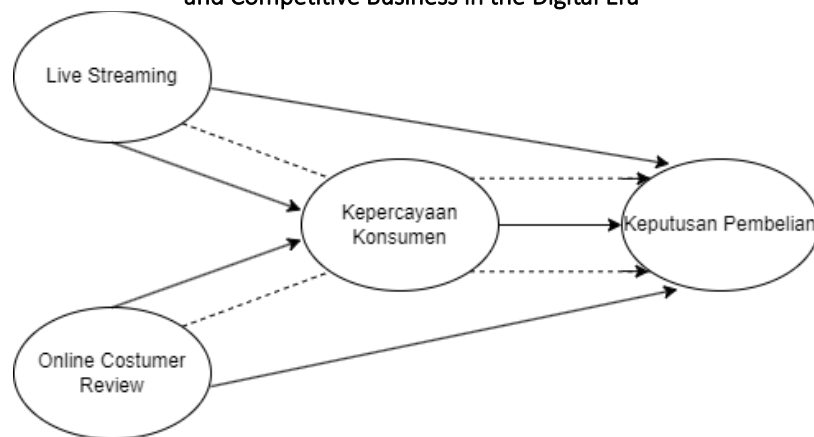 and Competitive Business in the Digital Era
Live Streaming
Kepercayaan
Konsumen
Keputusan Pembelian
Online Costumer
Review